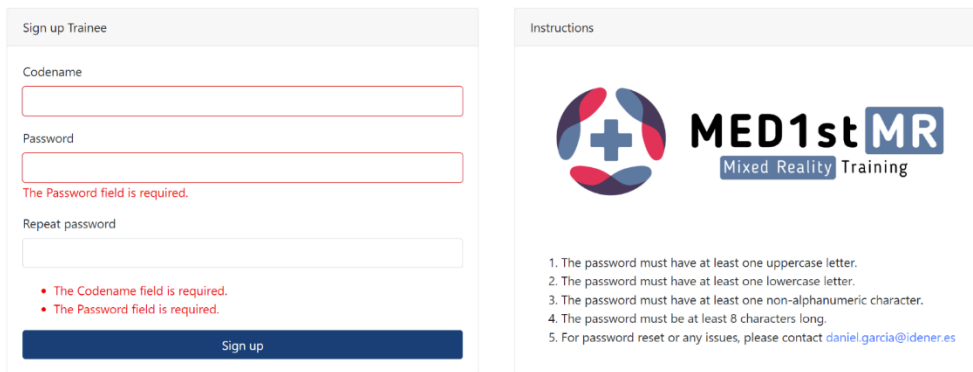 Sign up Trainee
Codename
Password
The Password field is required.
Repeat password
• The Codename field is required.
• The Password field is required.
Sign up
Instructions
MED1stMR
Mixed Reality Training
1. The password must have at least one uppercase letter.
2. The password must have at least one lowercase letter.
3. The password must have at least one non-alphanumeric character.
4. The password must be at least 8 characters long.
5. For password reset or any issues, please contact daniel.garcia@idener.es